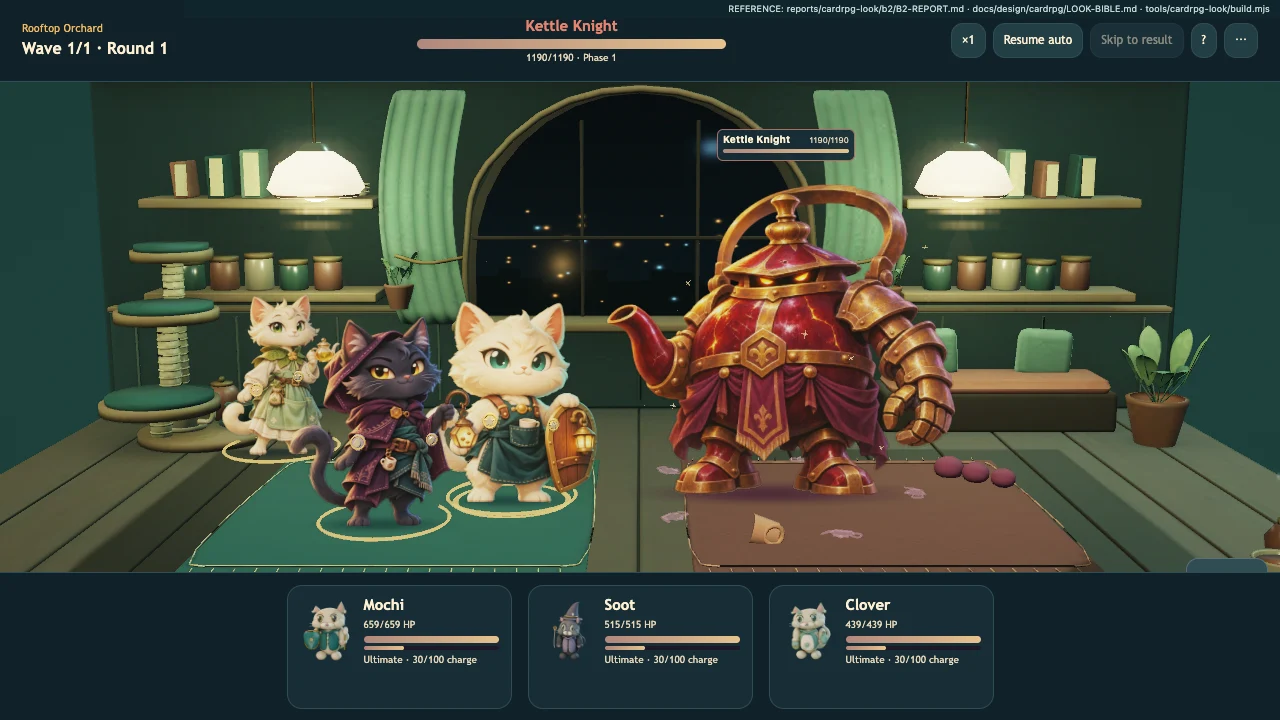 REFERENCE: reports/cardrpg-look/b2/B2-REPORT.md · docs/design/cardrpg/LOOK-BIBLE.md · tools/cardrpg-look/build.mjs
Rooftop Orchard
Wave 1/1 · Round 1
Kettle Knight
1190/1190 · Phase 1
×1
Resume auto
Skip to result
?
...
Kettle Knight 1190/1190
Mochi
659/659 HP
Ultimate · 30/100 charge
Soot
515/515 HP
Ultimate · 30/100 charge
Clover
439/439 HP
Ultimate · 30/100 charge